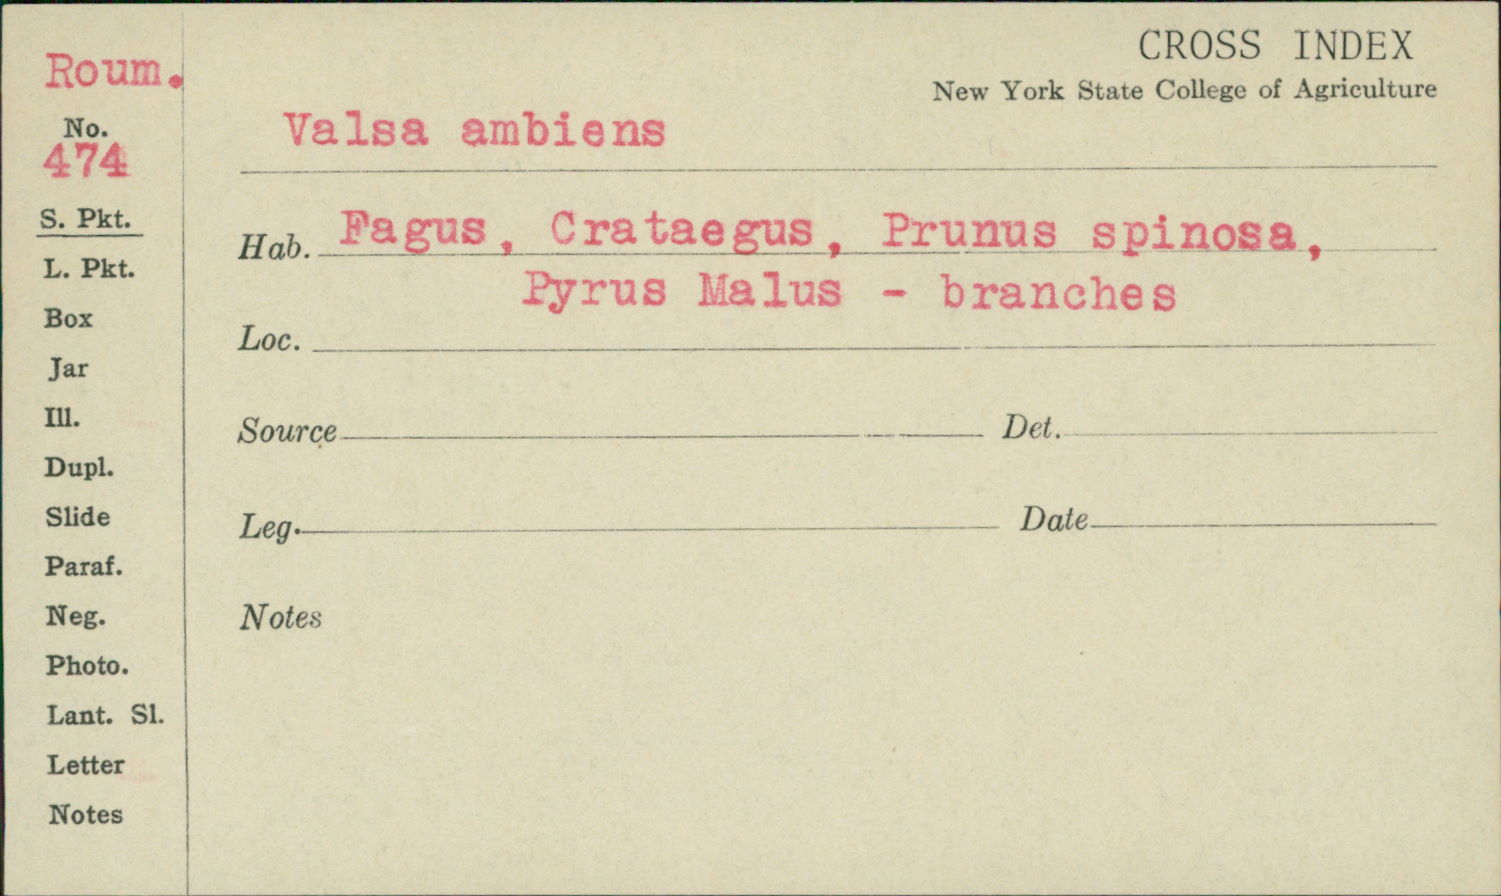 Roum.
No.
474
S. Pkt.
L. Pkt.
Box
Jar
Ill.
Dupl.
Slide
Paraf.
Neg.
Photo.
Lant. Sl.
Letter
Notes
CROSS INDEX
New York State College of Agriculture
Valsa ambiens
Hab. Fagus, Crataegus, Prunus spinosa,
Pyrus Malus - branches
Loc.
Source Det.
Leg. Date
Notes